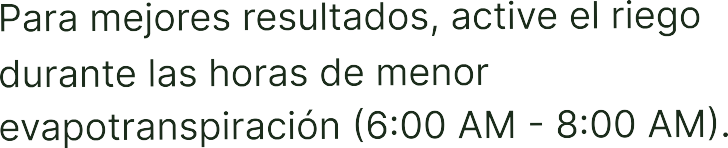 Para mejores resultados, active el riego
durante las horas de menor
evapotranspiración (6:00 AM - 8:00 AM).